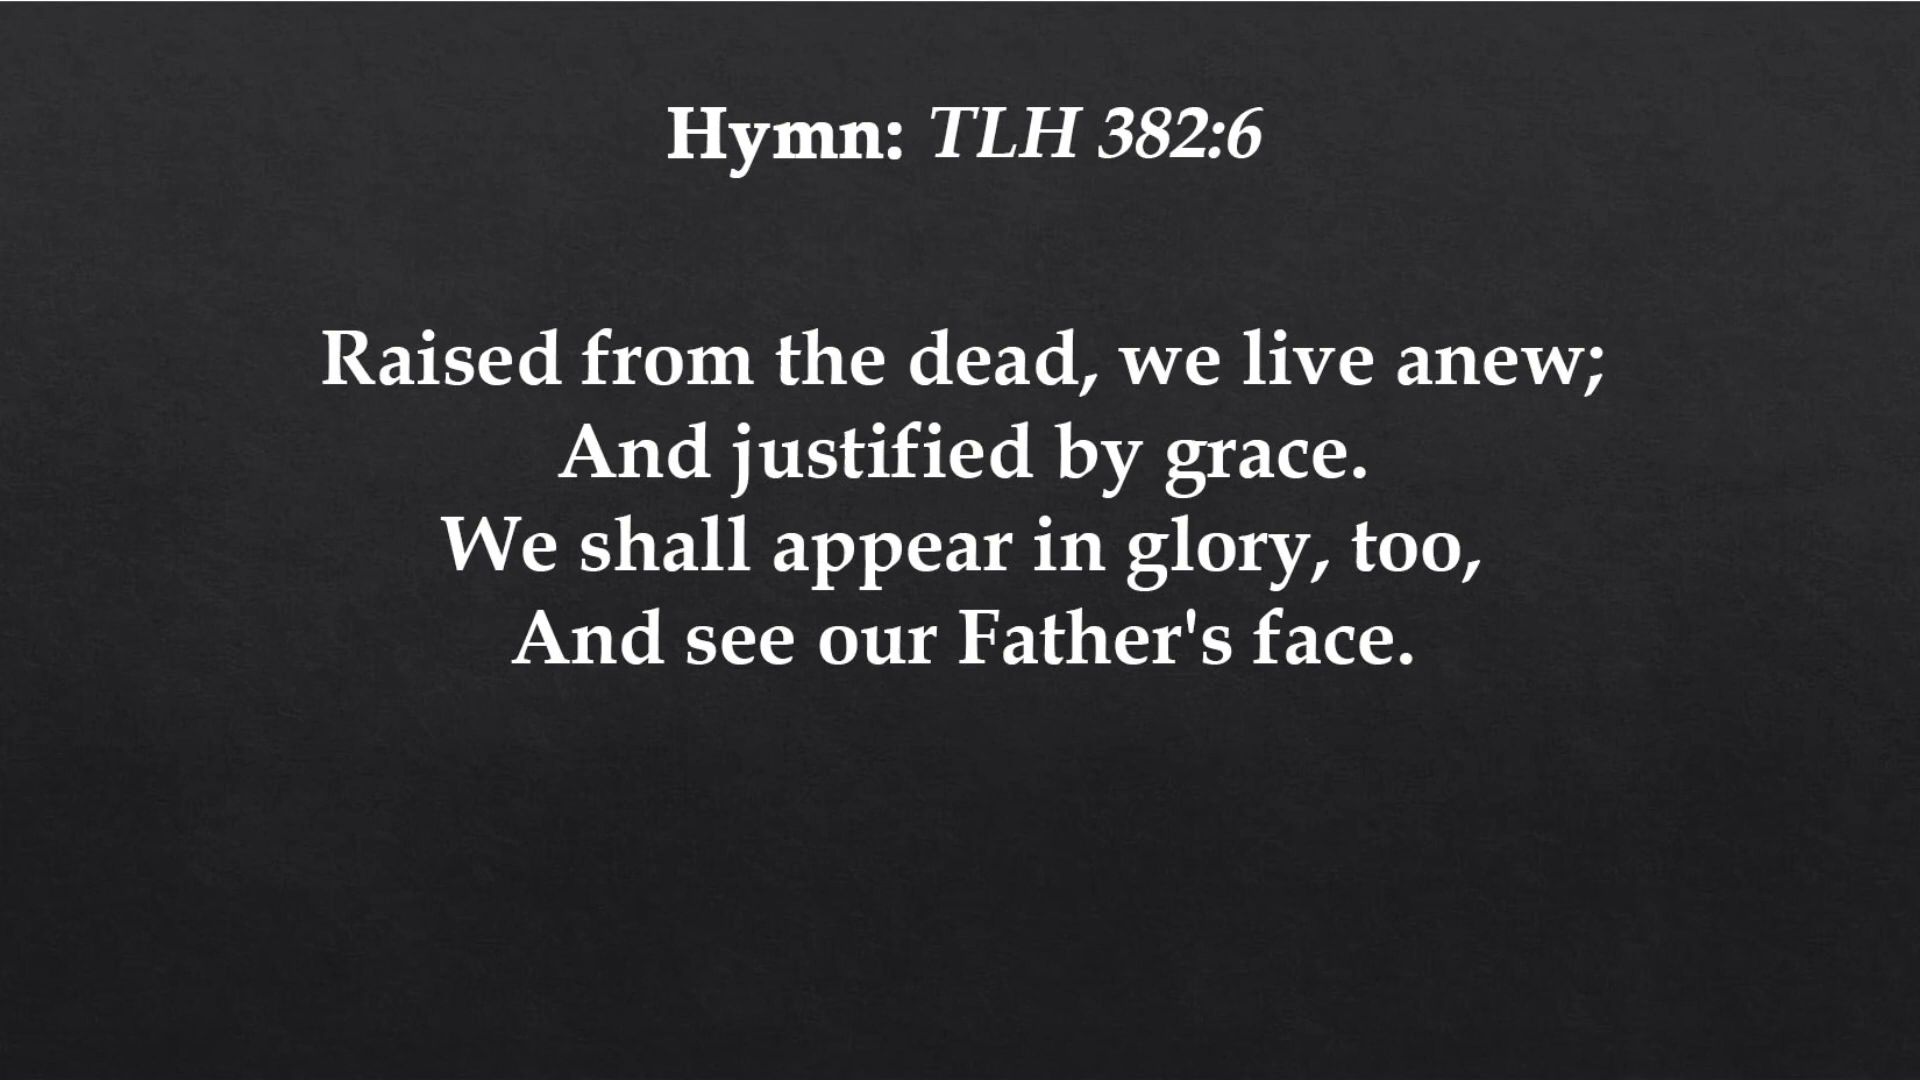 Hymn: TLH 382:6
Raised from the dead, we live anew;
And justified by grace.
We shall appear in glory, too,
And see our Father's face.